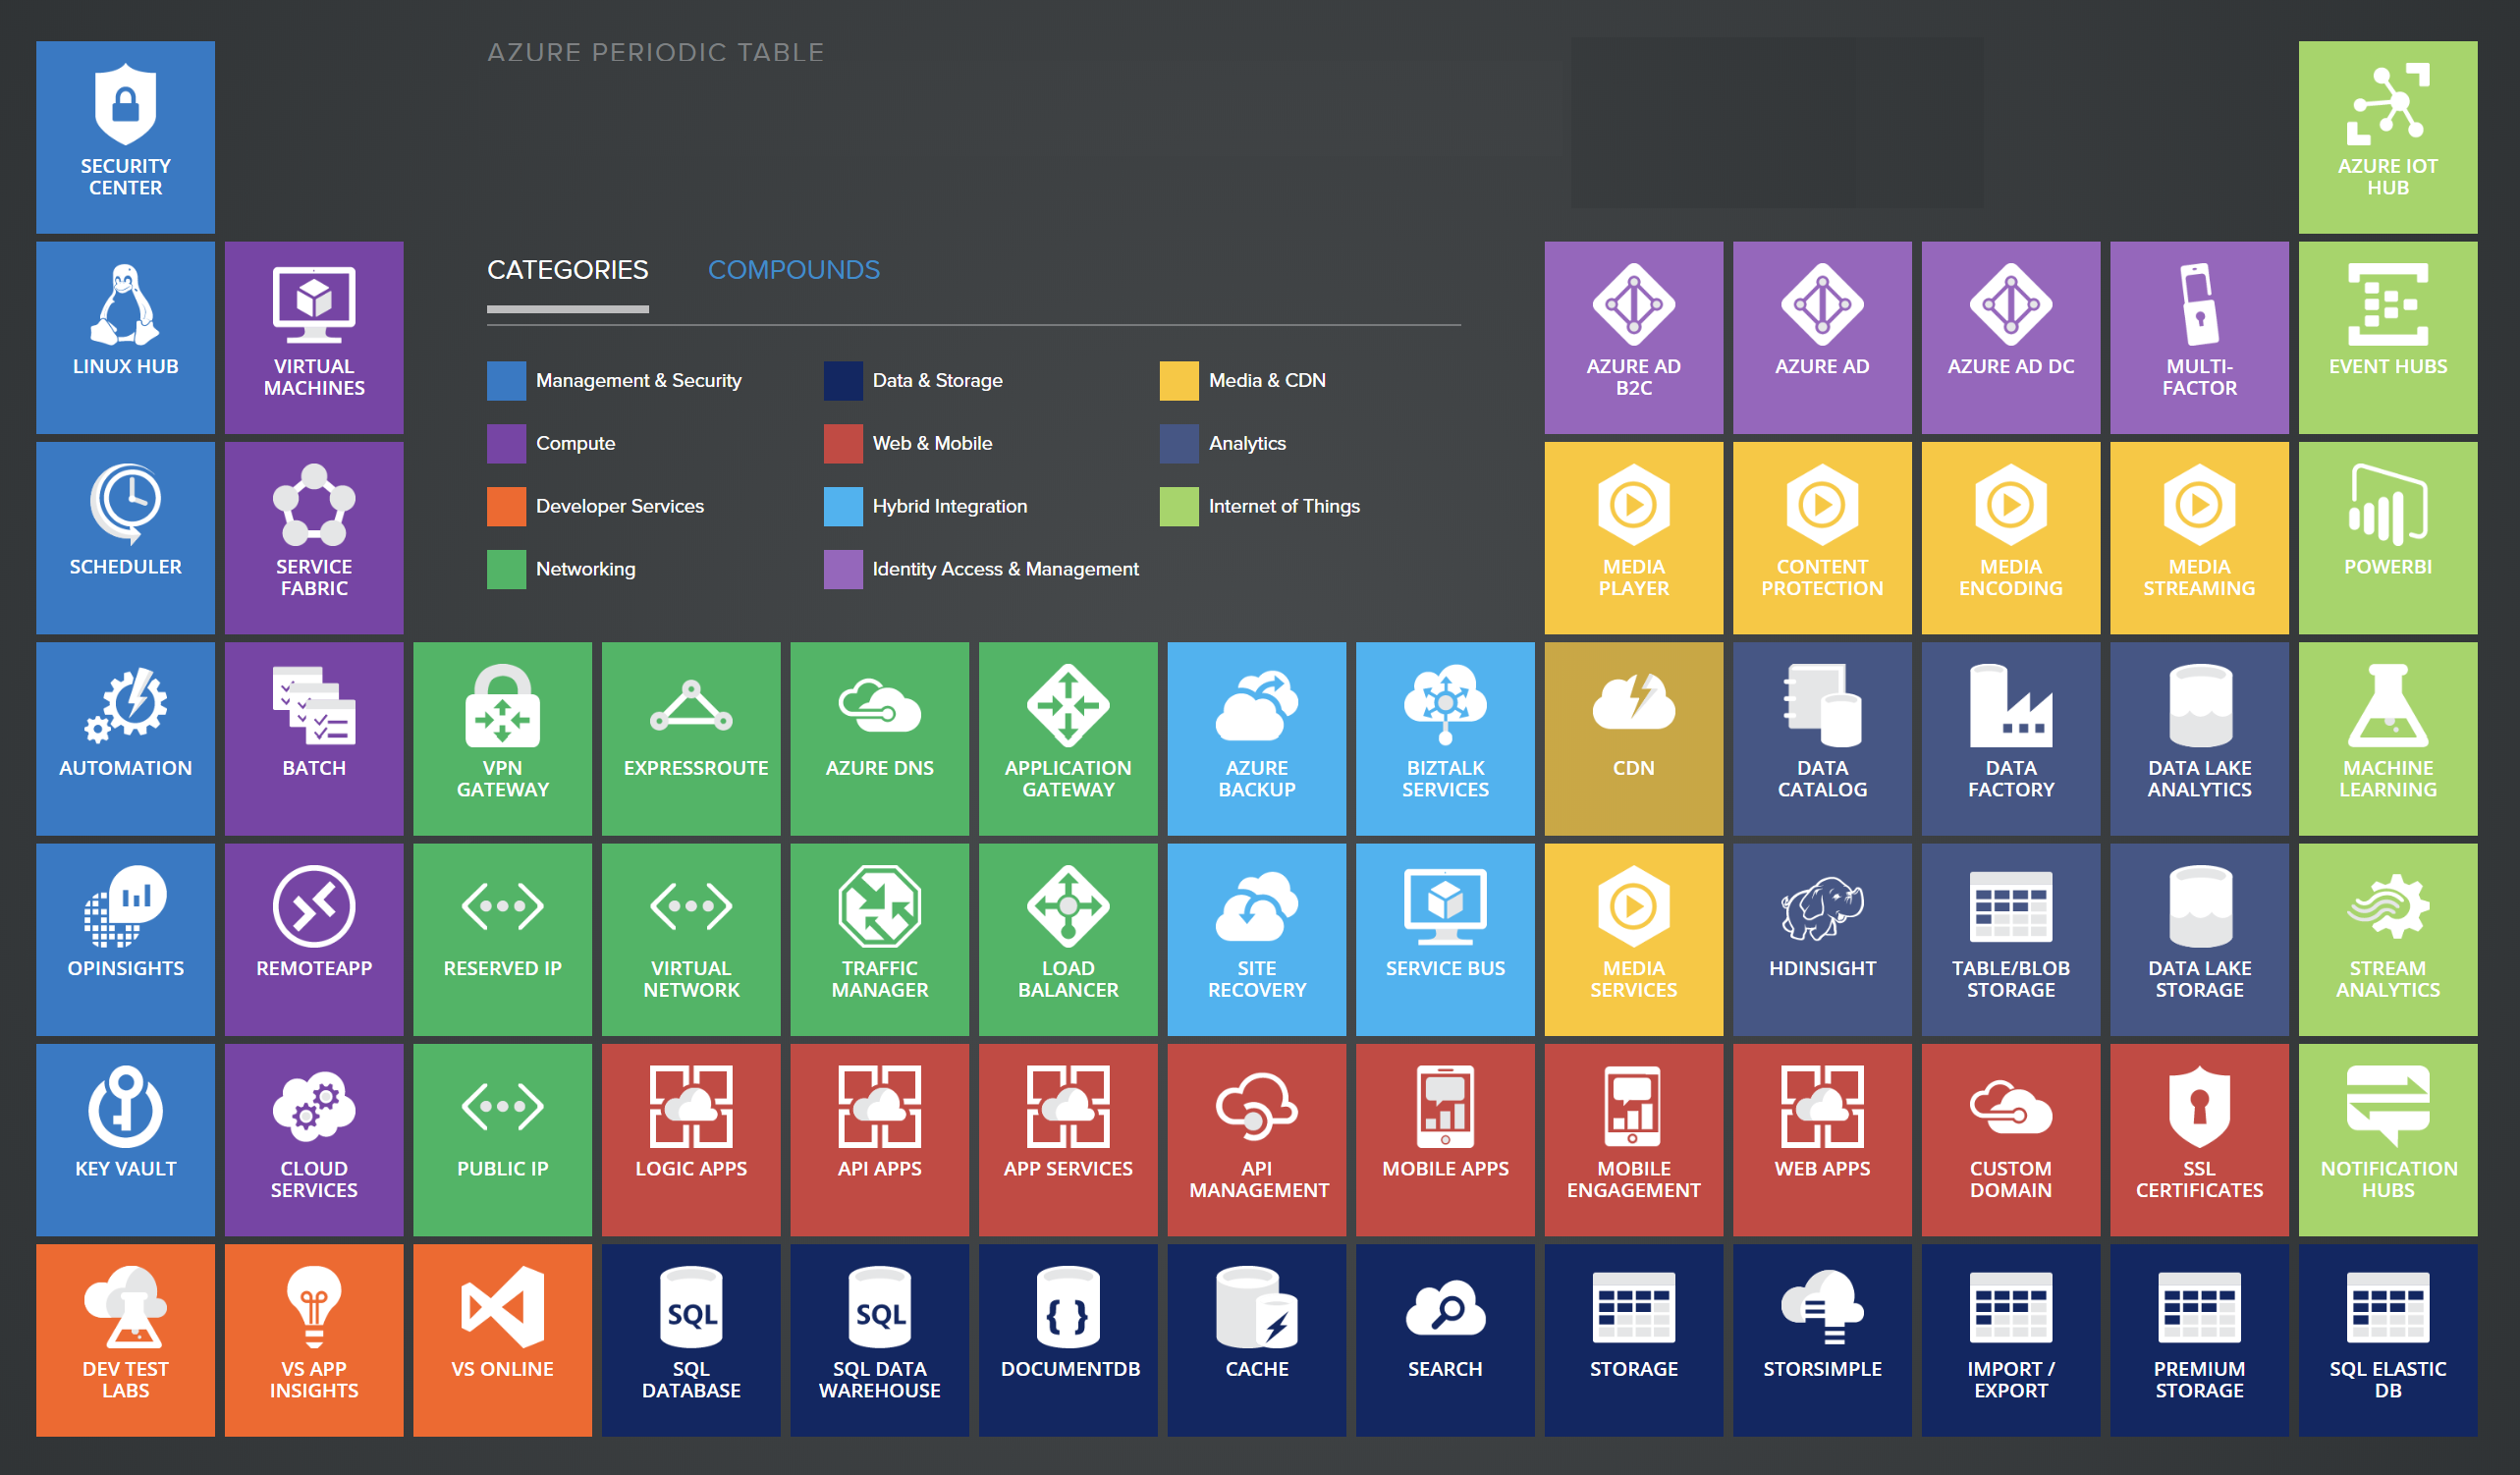 AZURE PERIODIC TABLE
SECURITY
CENTER
AZURE IOT
HUB
CATEGORIES
COMPOUNDS
Management & Security
Data & Storage
Media & CDN
Compute
Web & Mobile
Analytics
Developer Services
Hybrid Integration
Internet of Things
Networking
Identity Access & Management
LINUX HUB
VIRTUAL
MACHINES
AZURE AD
B2C
AZURE AD
AZURE AD DC
MULTI-
FACTOR
EVENT HUBS
SCHEDULER
SERVICE
FABRIC
MEDIA
PLAYER
CONTENT
PROTECTION
MEDIA
ENCODING
MEDIA
STREAMING
POWERBI
AUTOMATION
BATCH
VPN
GATEWAY
EXPRESSROUTE
AZURE DNS
APPLICATION
GATEWAY
AZURE
BACKUP
BIZTALK
SERVICES
CDN
DATA
CATALOG
DATA
FACTORY
DATA LAKE
ANALYTICS
MACHINE
LEARNING
OPINSIGHTS
REMOTEAPP
RESERVED IP
VIRTUAL
NETWORK
TRAFFIC
MANAGER
LOAD
BALANCER
SITE
RECOVERY
SERVICE BUS
MEDIA
SERVICES
HDINSIGHT
TABLE/BLOB
STORAGE
DATA LAKE
STORAGE
STREAM
ANALYTICS
KEY VAULT
CLOUD
SERVICES
PUBLIC IP
LOGIC APPS
API APPS
APP SERVICES
API
MANAGEMENT
MOBILE APPS
MOBILE
ENGAGEMENT
WEB APPS
CUSTOM
DOMAIN
SSL
CERTIFICATES
NOTIFICATION
HUBS
DEV TEST
LABS
VS APP
INSIGHTS
VS ONLINE
SQL
SQL
DATABASE
SQL
SQL DATA
WAREHOUSE
{ }
DOCUMENTDB
CACHE
SEARCH
STORAGE
STORSIMPLE
IMPORT /
EXPORT
PREMIUM
STORAGE
SQL ELASTIC
DB